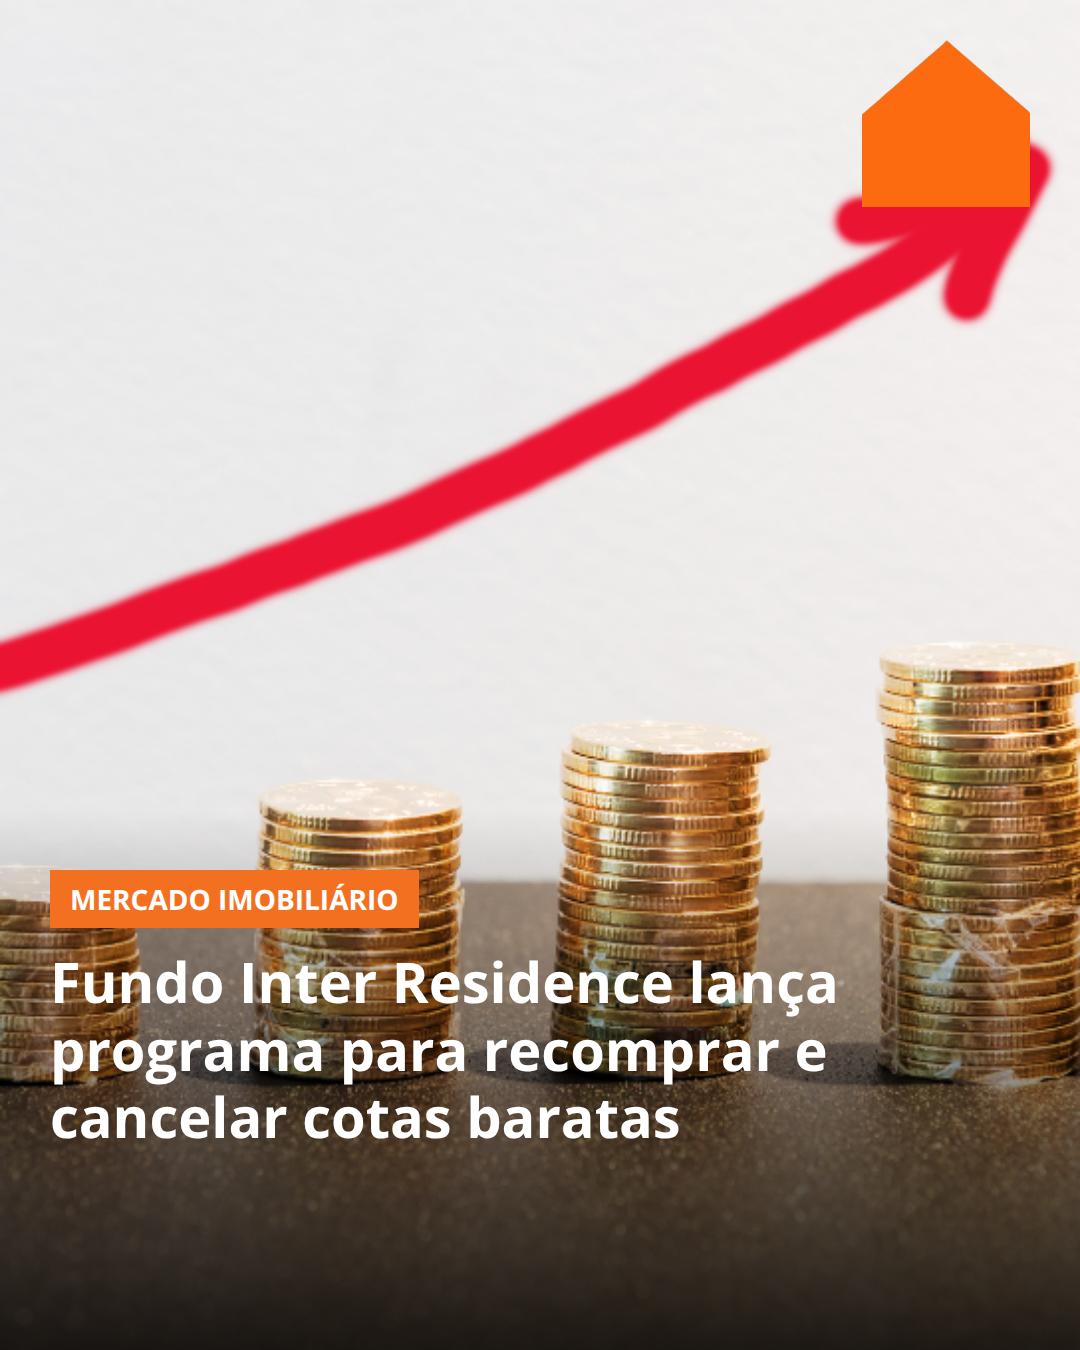 MERCADO IMOBILIÁRIO
Fundo Inter Residence lança
programa para recomprar e
cancelar cotas baratas